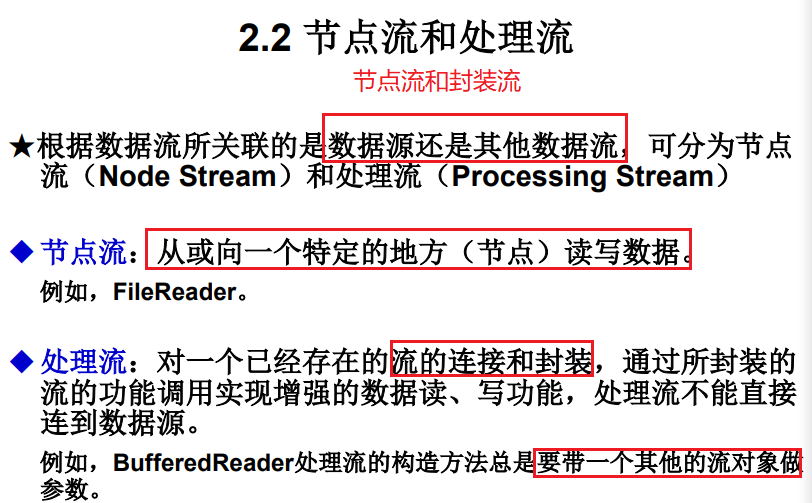 2.2 节点流和处理流
节点流和封装流
★根据数据流所关联的是数据源还是其他数据流，可分为节点
流（Node Stream）和处理流（Processing Stream）
◆ 节点流：从或向一个特定的地方（节点）读写数据。
例如，FileReader。
◆ 处理流：对一个已经存在的流的连接和封装，通过所封装的
流的功能调用实现增强的数据读、写功能，处理流不能直接
连到数据源。
例如，BufferedReader处理流的构造方法总是要带一个其他的流对象做
参数。